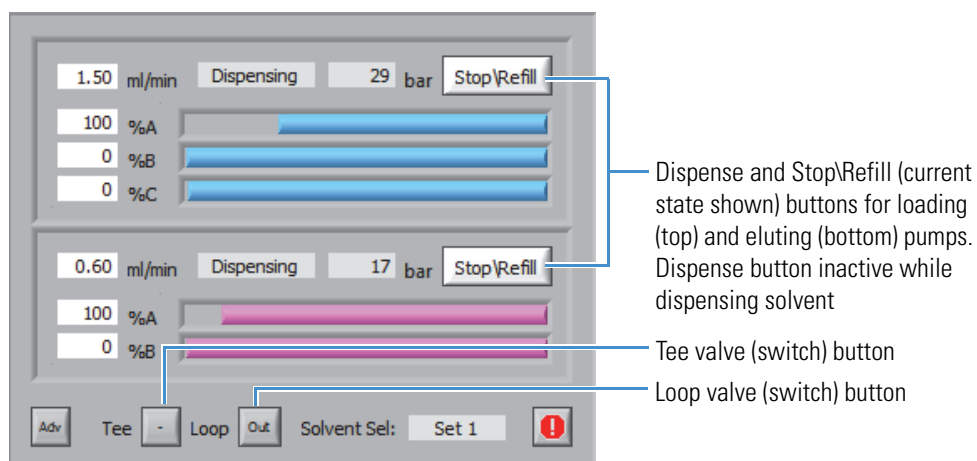 1.50 ml/min Dispensing 29 bar Stop\Refill
100 %A
0 %B
0 %C
0.60 ml/min Dispensing 17 bar Stop\Refill
100 %A
0 %B
Adv Tee - Loop Out Solvent Sel: Set 1
Dispense and Stop\Refill (current
state shown) buttons for loading
(top) and eluting (bottom) pumps.
Dispense button inactive while
dispensing solvent
Tee valve (switch) button
Loop valve (switch) button